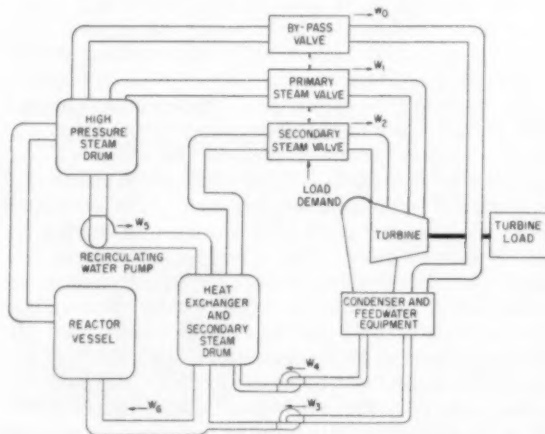 W0
BY-PASS
VALVE
W1
PRIMARY
STEAM VALVE
W2
SECONDARY
STEAM VALVE
HIGH
PRESSURE
STEAM
DRUM
LOAD
DEMAND
W5
RECIRCULATING
WATER PUMP
TURBINE
TURBINE
LOAD
HEAT
EXCHANGER
AND
SECONDARY
STEAM
DRUM
CONDENSER AND
FEEDWATER
EQUIPMENT
REACTOR
VESSEL
W4
W6
W3